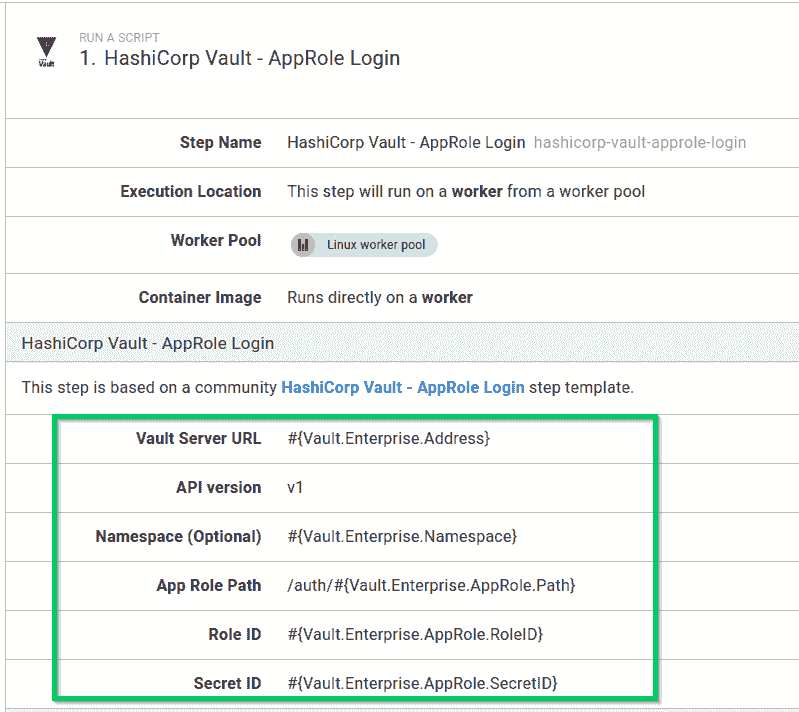 RUN A SCRIPT
1. HashiCorp Vault - AppRole Login
Vault
Step Name HashiCorp Vault - AppRole Login hashicorp-vault-approle-login
Execution Location This step will run on a worker from a worker pool
Worker Pool Linux worker pool
Container Image Runs directly on a worker
HashiCorp Vault - AppRole Login
This step is based on a community HashiCorp Vault - AppRole Login step template.
Vault Server URL #{Vault.Enterprise.Address}
API version v1
Namespace (Optional) #{Vault.Enterprise.Namespace}
App Role Path /auth/#{Vault.Enterprise.AppRole.Path}
Role ID #{Vault.Enterprise.AppRole.RoleID}
Secret ID #{Vault.Enterprise.AppRole.SecretID}